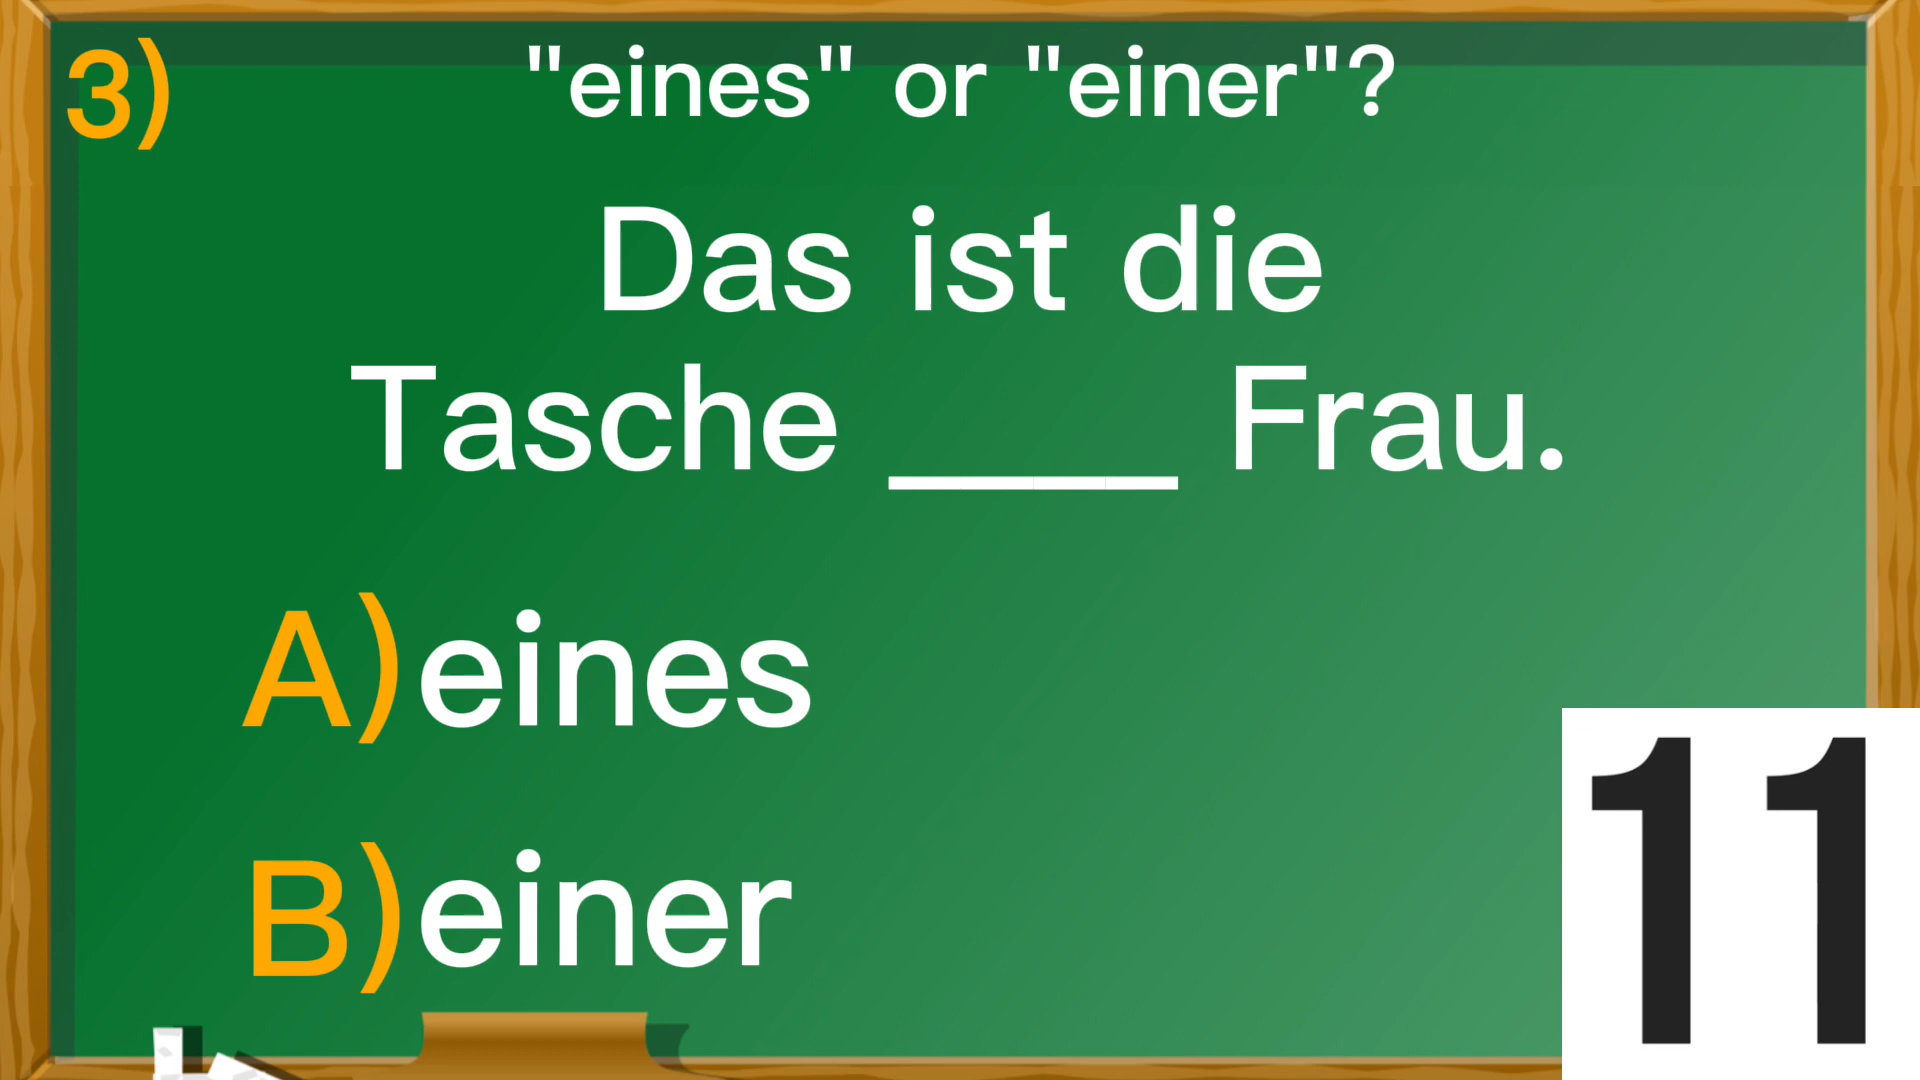 3)
"eines" or "einer"?
Das ist die
Tasche ____ Frau.
A) eines
B) einer
11